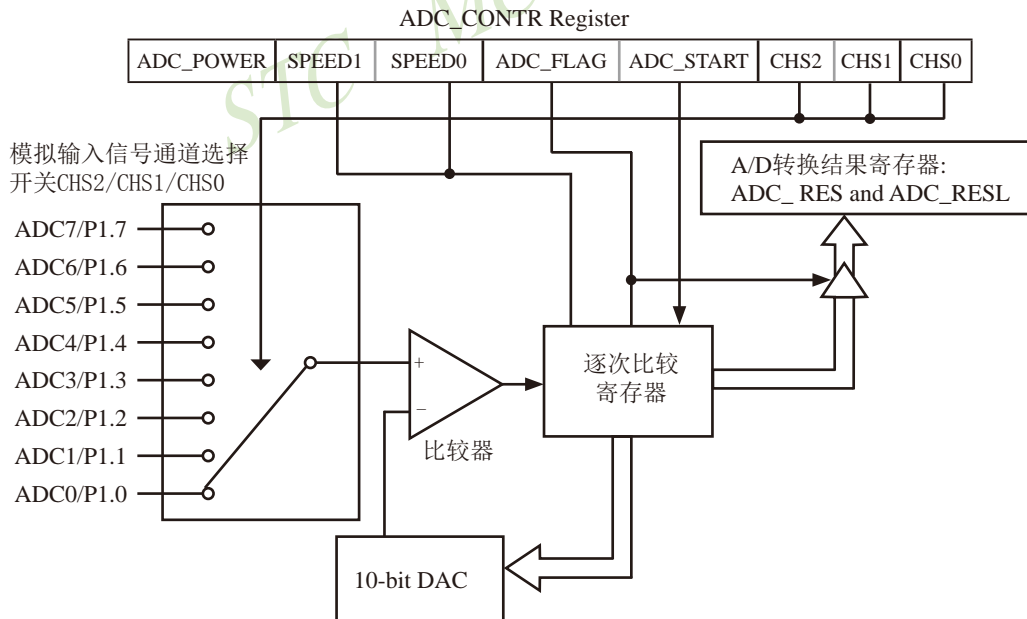 ADC_CONTR Register
ADC_POWER SPEED1 SPEED0 ADC_FLAG ADC_START CHS2 CHS1 CHS0
STC MC
模拟输入信号通道选择
开关CHS2/CHS1/CHS0
A/D转换结果寄存器:
ADC_ RES and ADC_RESL
ADC7/P1.7
ADC6/P1.6
ADC5/P1.5
ADC4/P1.4
ADC3/P1.3
ADC2/P1.2
ADC1/P1.1
ADC0/P1.0
+
−
比较器
逐次比较
寄存器
10-bit DAC